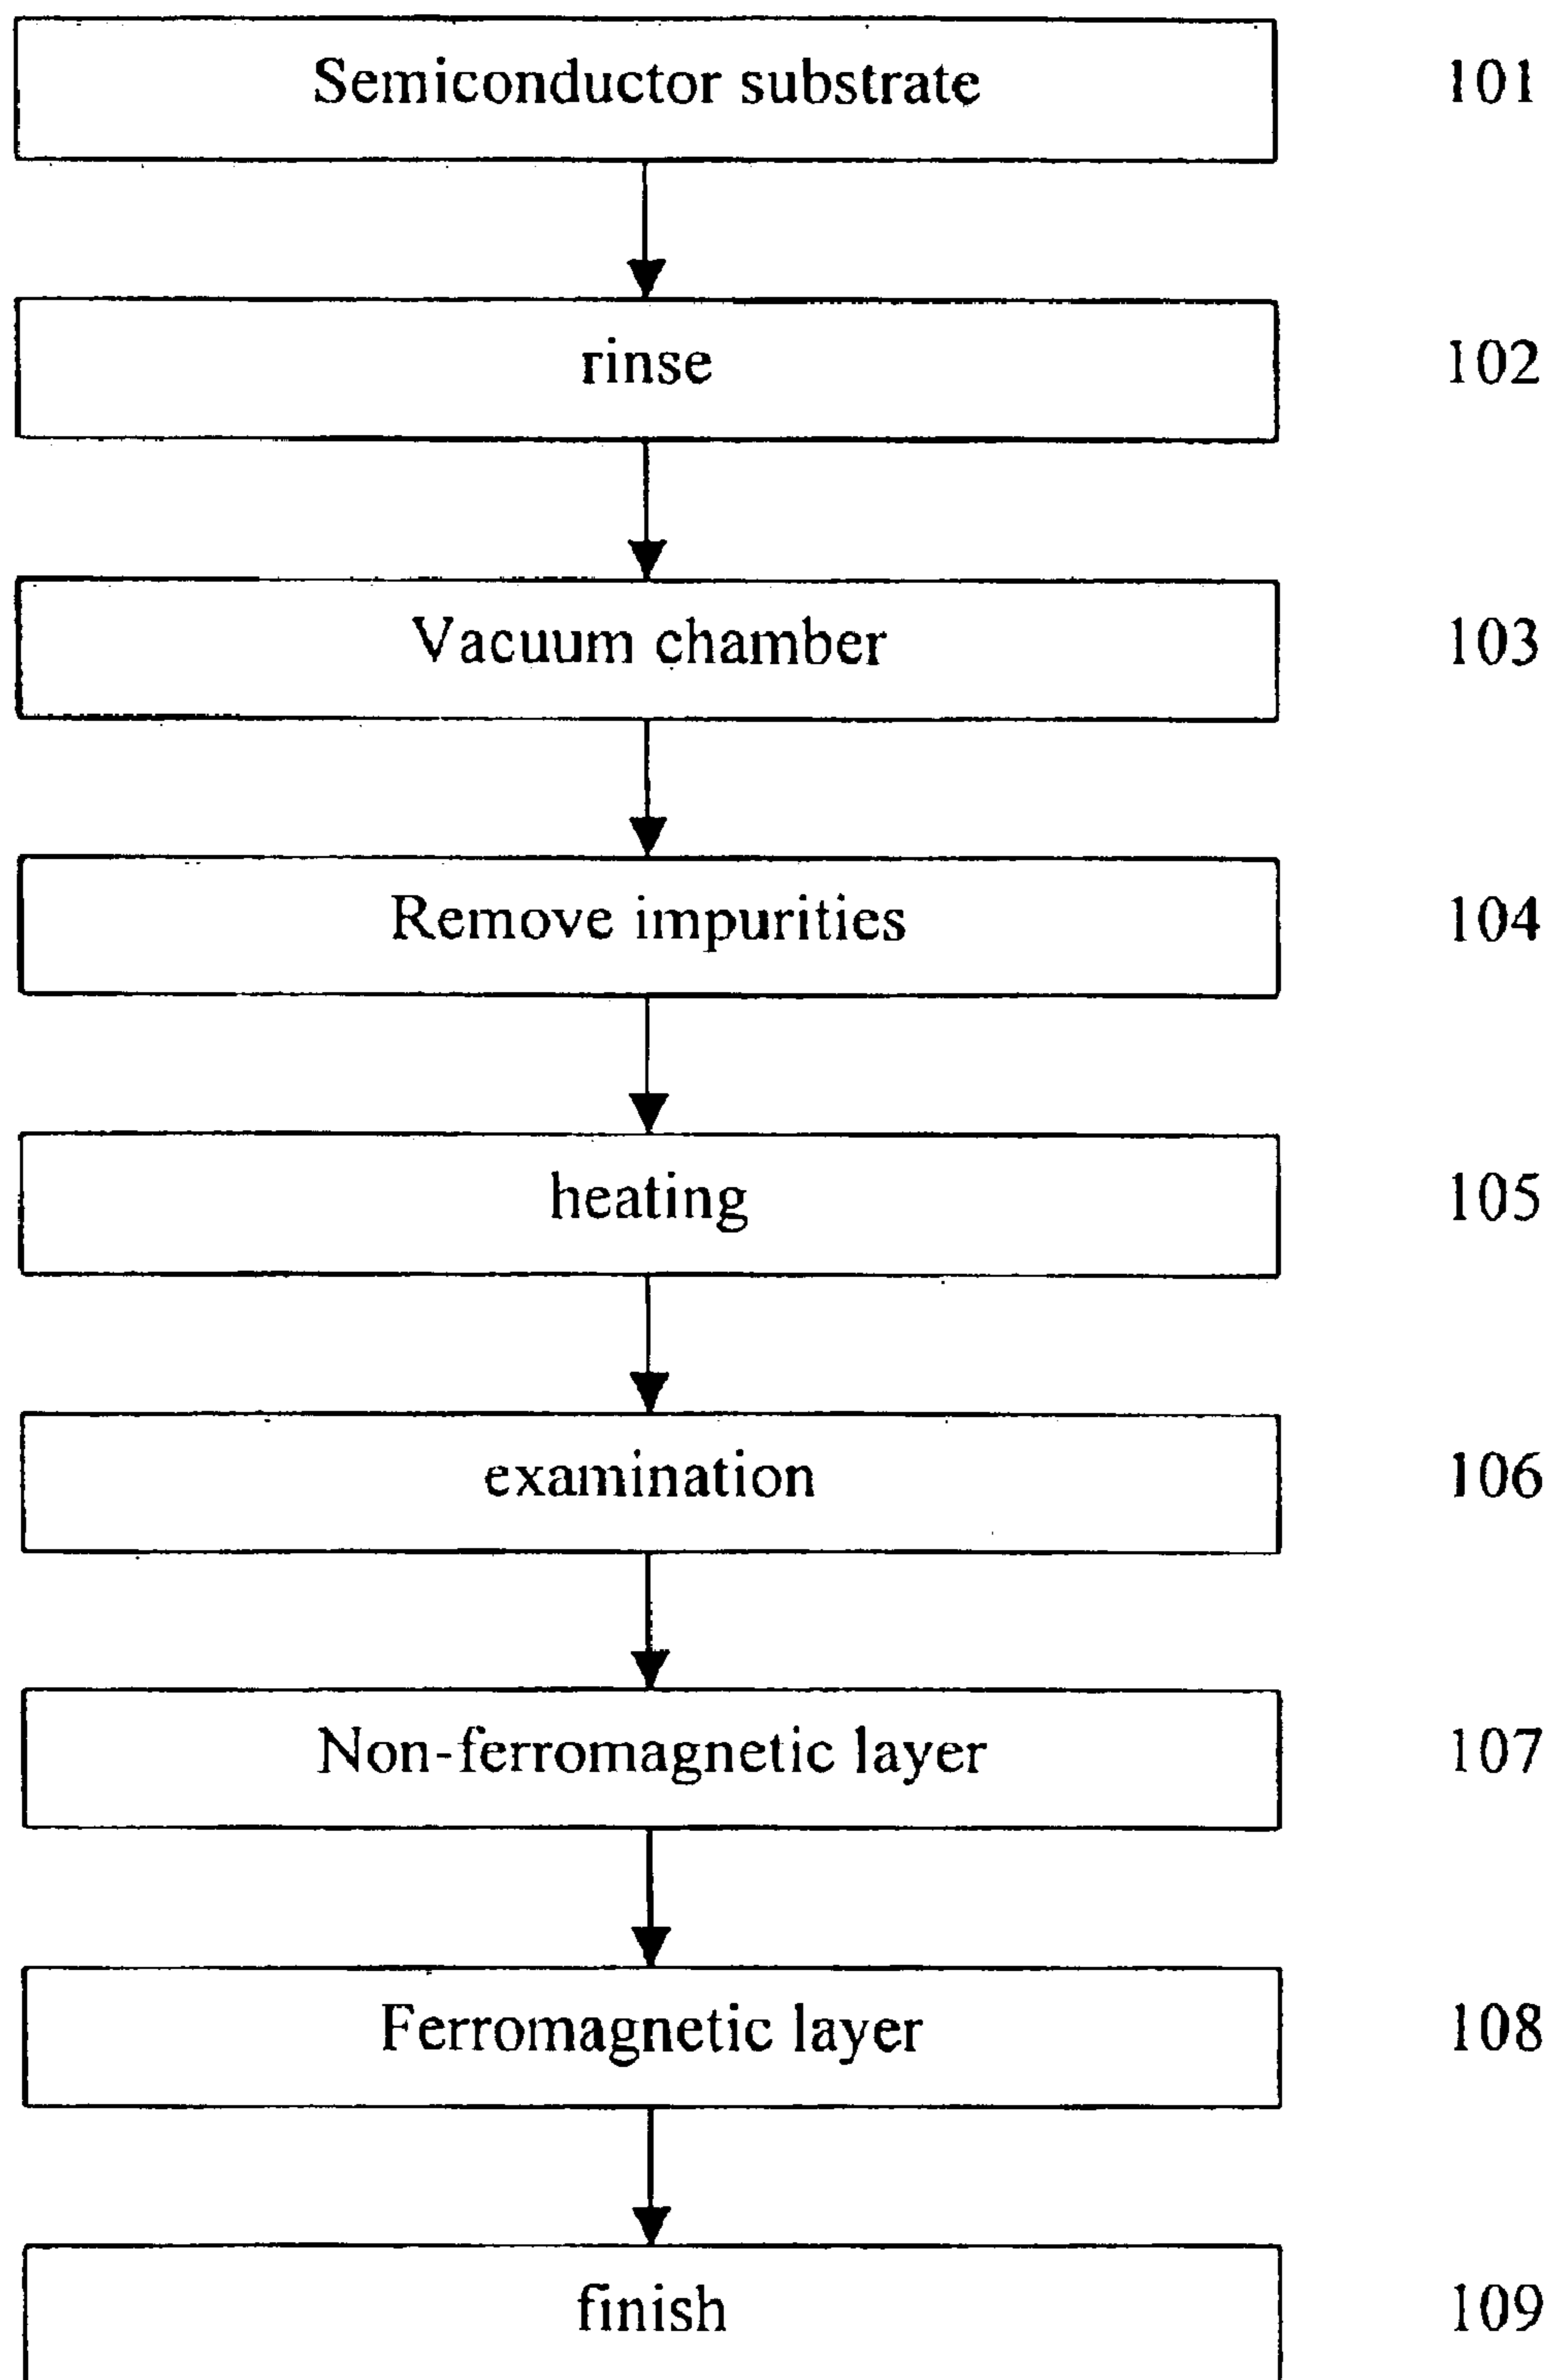 Semiconductor substrate 101
rinse 102
Vacuum chamber 103
Remove impurities 104
heating 105
examination 106
Non-ferromagnetic layer 107
Ferromagnetic layer 108
finish 109